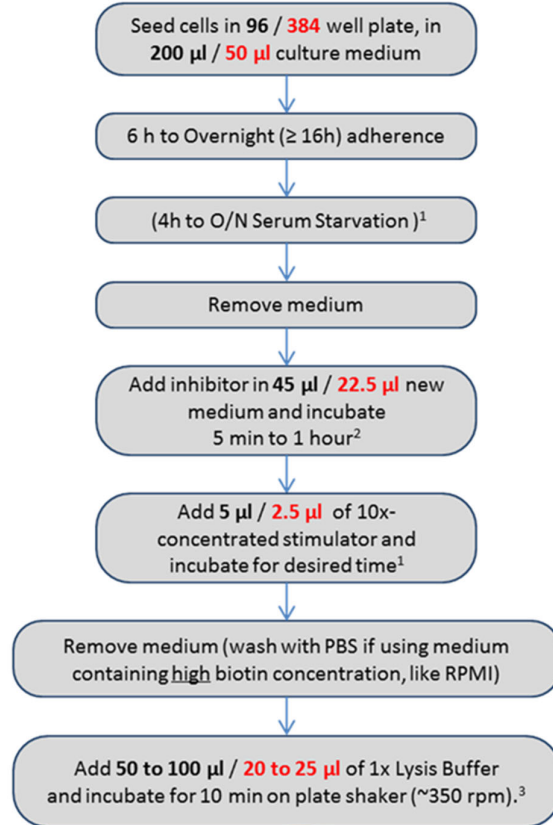 Seed cells in 96 / 384 well plate, in
200 µl / 50 µl culture medium
6 h to Overnight (≥ 16h) adherence
(4h to O/N Serum Starvation )¹
Remove medium
Add inhibitor in 45 µl / 22.5 µl new
medium and incubate
5 min to 1 hour²
Add 5 µl / 2.5 µl of 10x-
concentrated stimulator and
incubate for desired time¹
Remove medium (wash with PBS if using medium
containing high biotin concentration, like RPMI)
Add 50 to 100 µl / 20 to 25 µl of 1x Lysis Buffer
and incubate for 10 min on plate shaker (~350 rpm).³